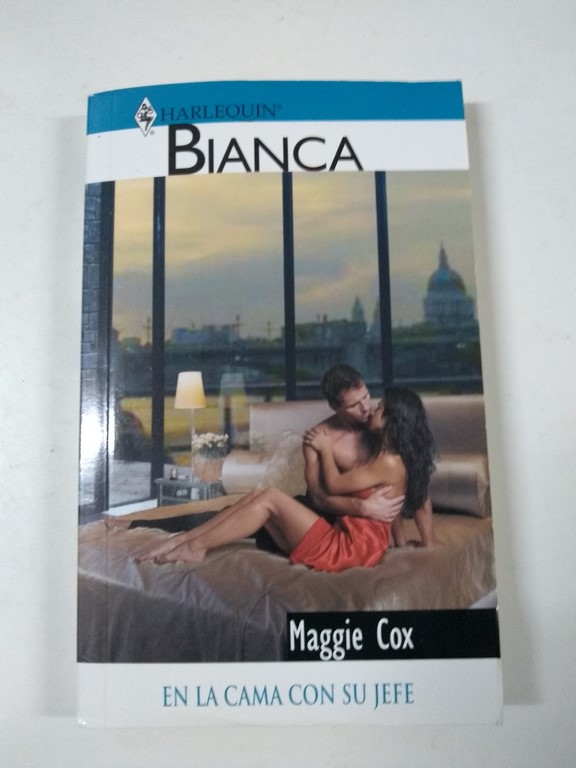 HARLEQUIN®
BIANCA
Maggie Cox
EN LA CAMA CON SU JEFE